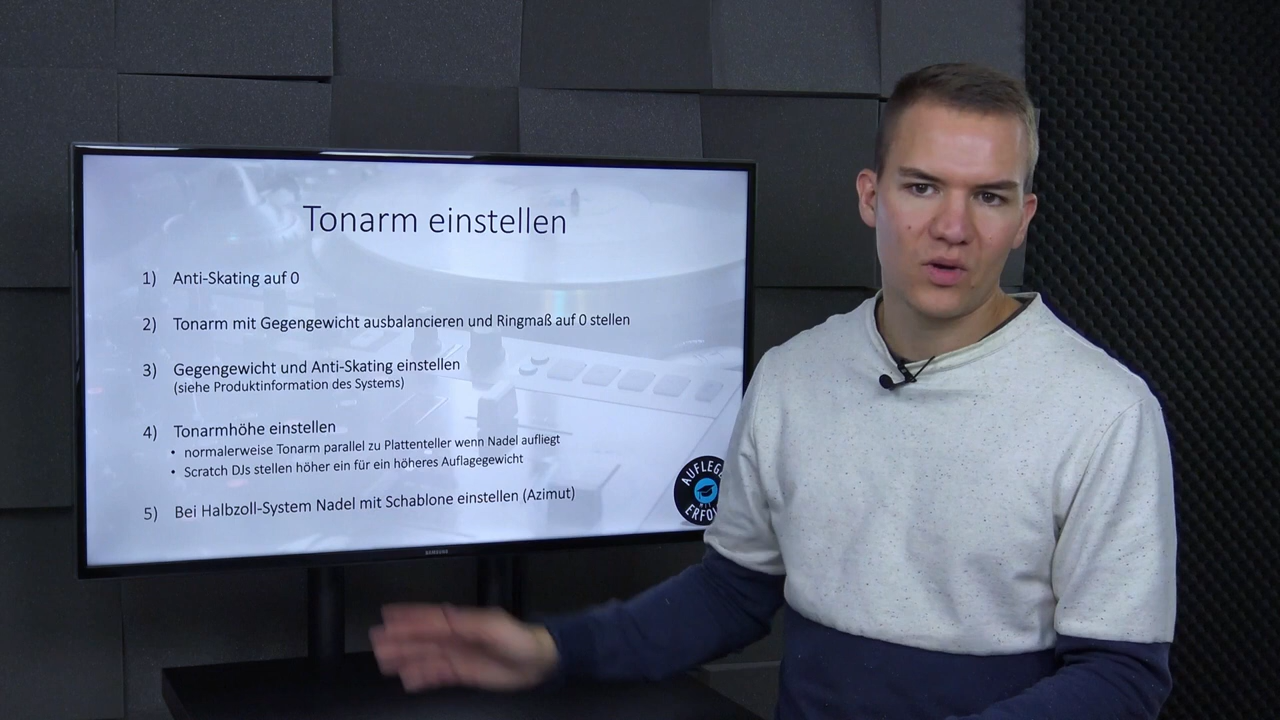 Tonarm einstellen
1) Anti-Skating auf 0
2) Tonarm mit Gegengewicht ausbalancieren und Ringmaß auf 0 stellen
3) Gegengewicht und Anti-Skating einstellen
(siehe Produktinformation des Systems)
4) Tonarmhöhe einstellen
• normalerweise Tonarm parallel zu Plattenteller wenn Nadel aufliegt
• Scratch DJs stellen höher ein für ein höheres Auflagegewicht
5) Bei Halbzoll-System Nadel mit Schablone einstellen (Azimut)
SAMSUNG